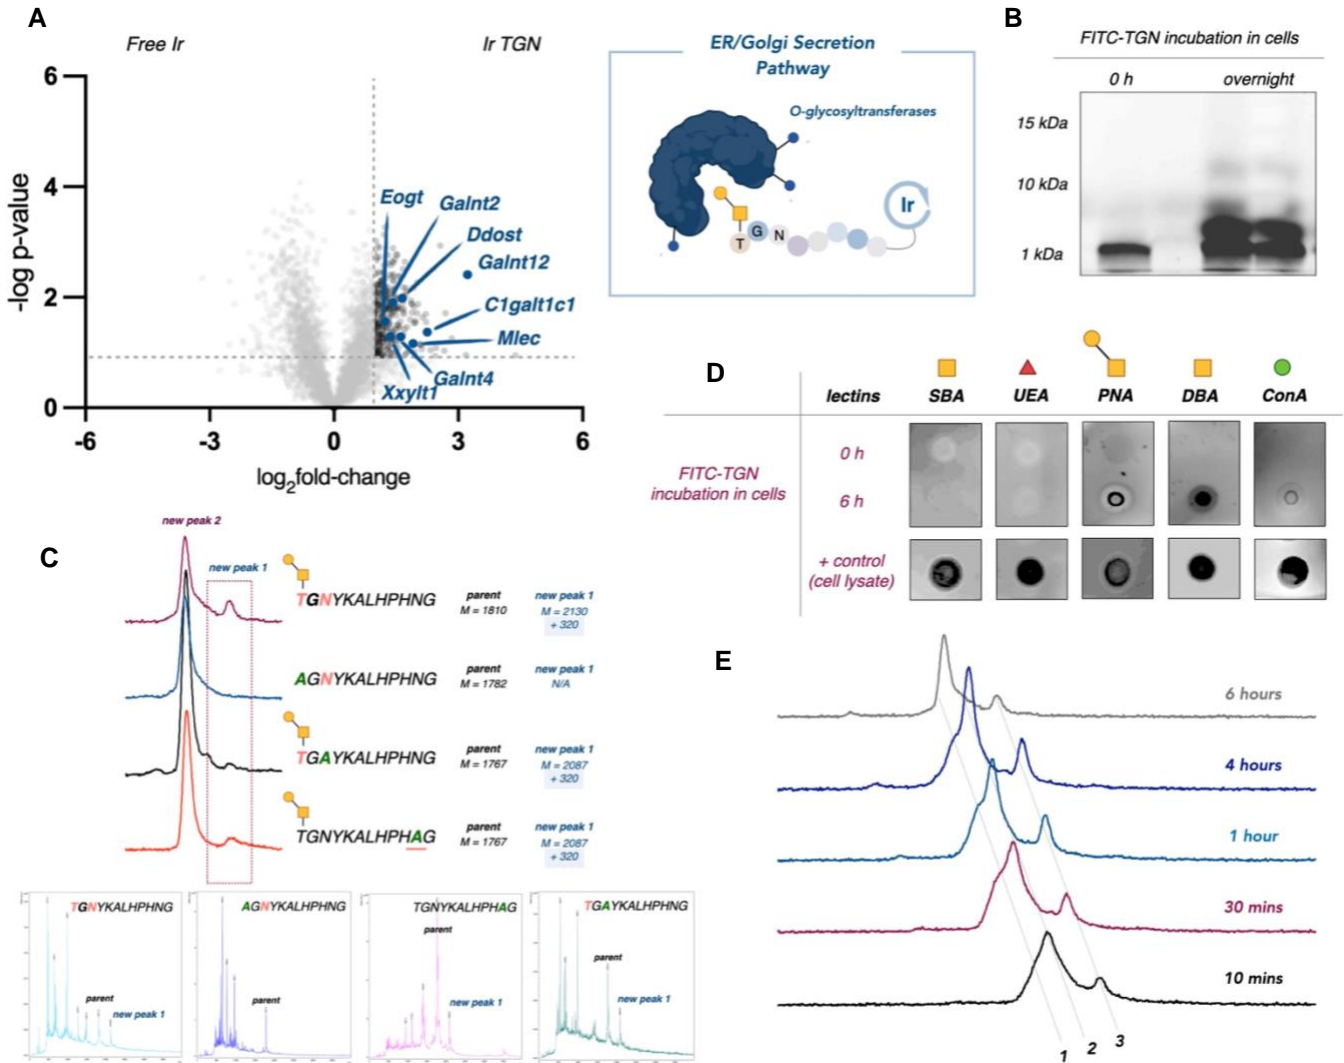 A
Free Ir
Ir TGN
6
4
2
0
-log p-value
-6
-3
0
3
6
log2fold-change
Eogt
Galnt2
Ddost
Galnt12
C1galt1c1
Mlec
Galnt4
Xxylt1
ER/Golgi Secretion
Pathway
O-glycosyltransferases
Ir
T
G
N
B
FITC-TGN incubation in cells
0 h
overnight
15 kDa
10 kDa
1 kDa
C
new peak 2
new peak 1
TGNYKALHPHNG
parent
M = 1810
new peak 1
M = 2130
+ 320
AGNYKALHPHNG
parent
M = 1782
new peak 1
N/A
TGAYKALHPHNG
parent
M = 1767
new peak 1
M = 2087
+ 320
TGNYKALHPHAG
parent
M = 1767
new peak 1
M = 2087
+ 320
TGNYKALHPHNG
parent
new peak 1
AGNYKALHPHNG
parent
TGNYKALPHAG
parent
new peak 1
TGAYKALHPHNG
parent
new peak 1
D
lectins
SBA
UEA
PNA
DBA
ConA
FITC-TGN
incubation in cells
0 h
6 h
+ control
(cell lysate)
E
6 hours
4 hours
1 hour
30 mins
10 mins
1
2
3